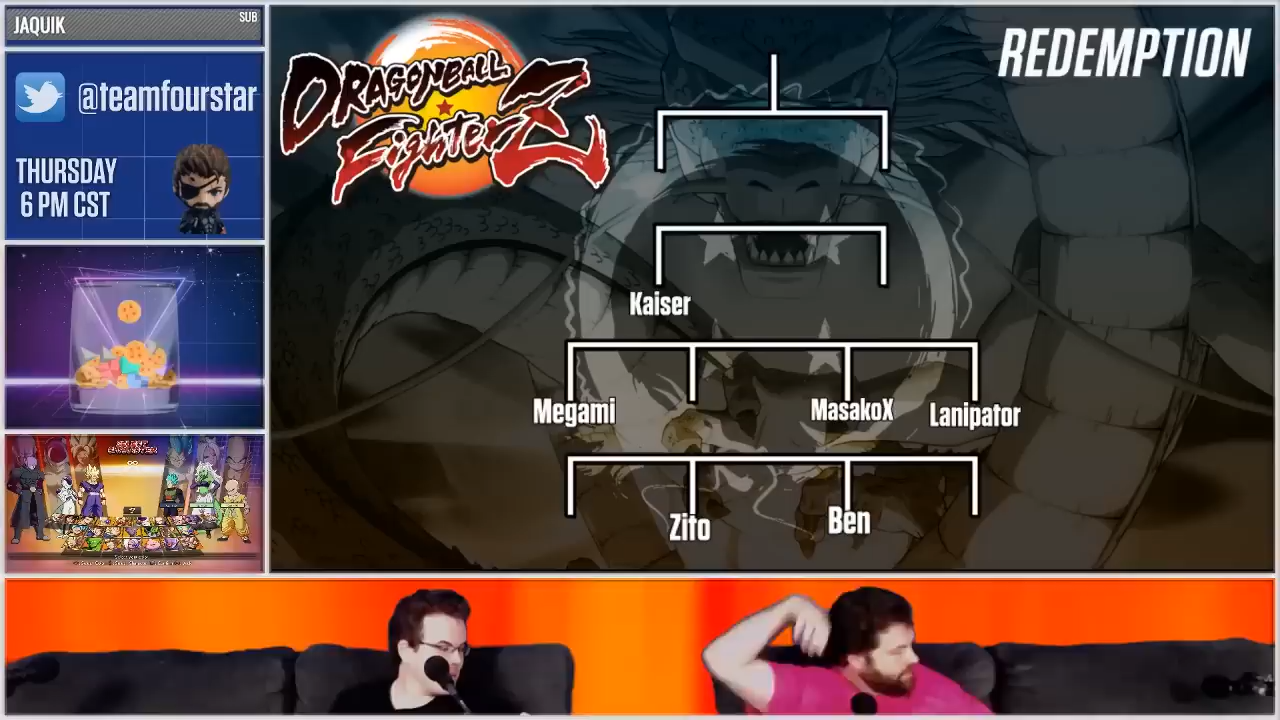 JAQUIK
SUB
@teamfourstar
THURSDAY
6 PM CST
DRAGONBALL
FighterZ
REDEMPTION
Kaiser
Megami
MasakoX
Lanipator
Zito
Ben